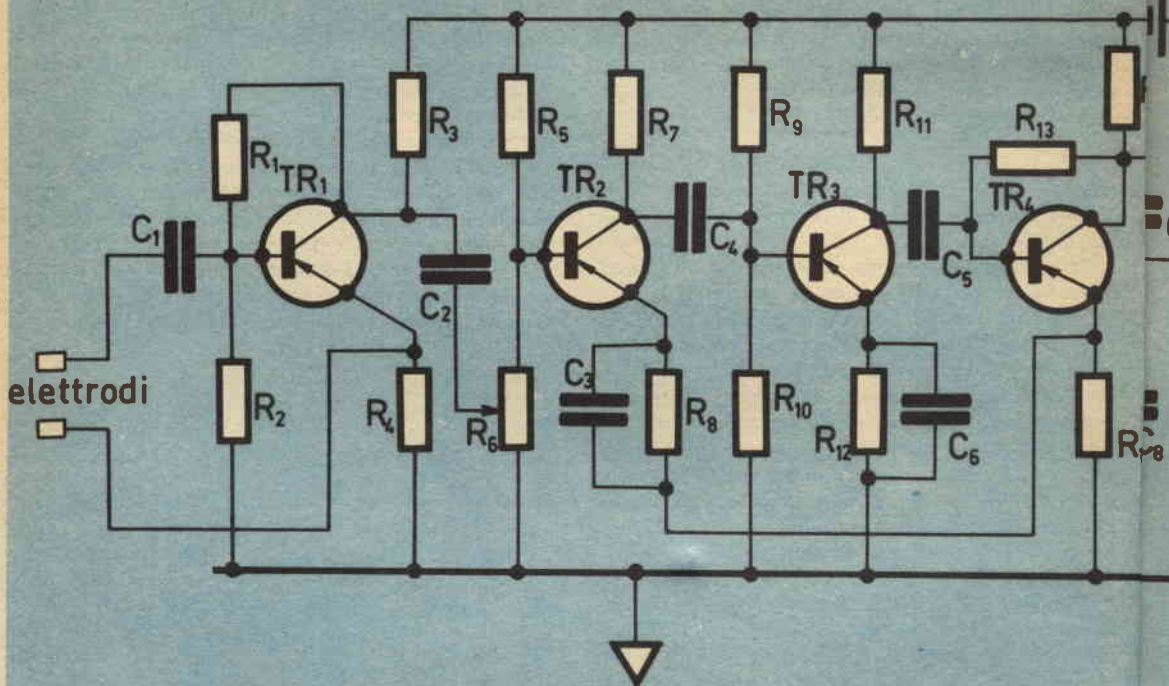 R₃
R₅
R₇
R₉
R₁₁
R₁₃
R₁
TR₁
TR₂
TR₃
TR₄
C₁
C₂
C₄
C₅
elettrodi
R₂
R₄
R₆
C₃
R₈
R₁₀
R₁₂
C₆